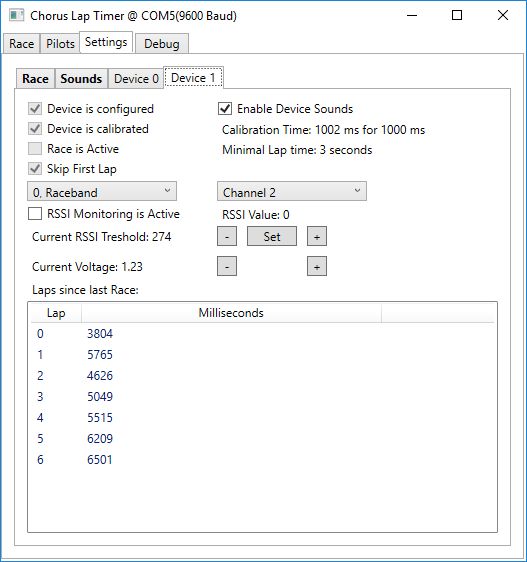 Chorus Lap Timer @ COM5(9600 Baud)
Race Pilots Settings Debug
Race Sounds Device 0 Device 1
Device is configured Enable Device Sounds
Device is calibrated Calibration Time: 1002 ms for 1000 ms
Race is Active Minimal Lap time: 3 seconds
Skip First Lap
0, Raceband Channel 2
RSSI Monitoring is Active RSSI Value: 0
Current RSSI Treshold: 274 - Set +
Current Voltage: 1.23 - +
Laps since last Race:
Lap Milliseconds
0 3804
1 5765
2 4626
3 5049
4 5515
5 6209
6 6501